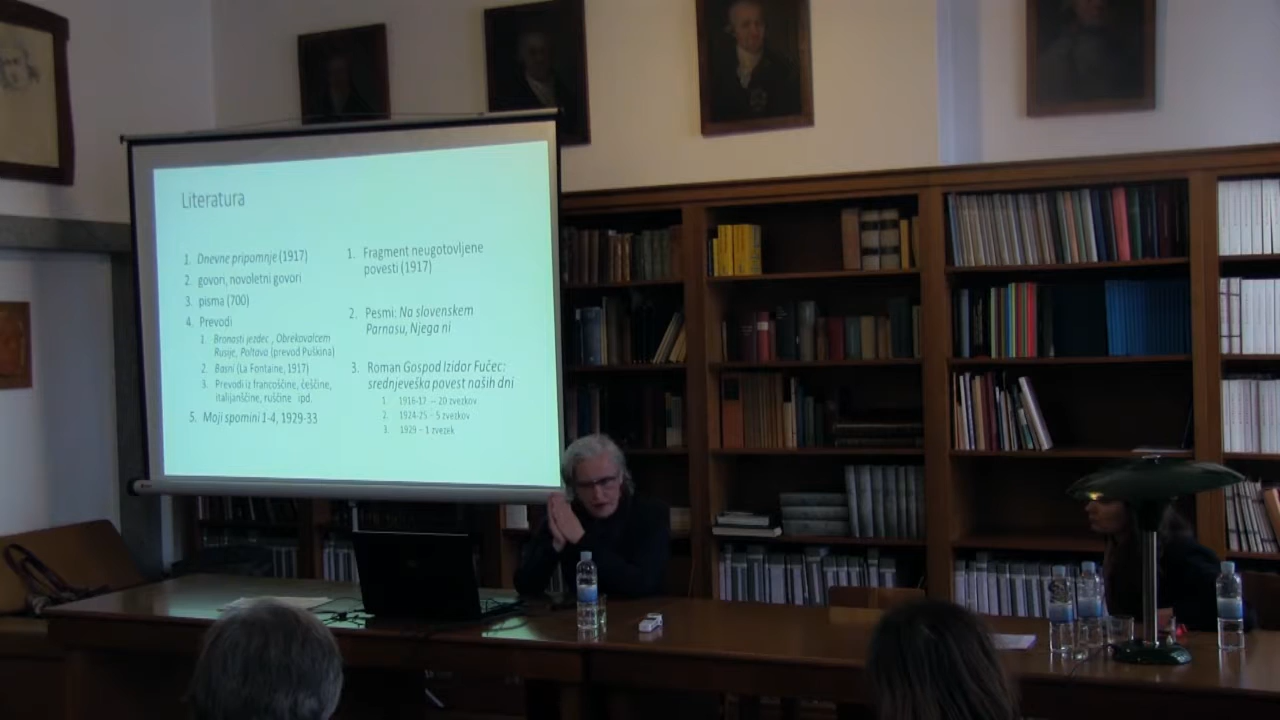 Literatura
1. Dnevne pripomnje (1917)
2. govori, novoletni govori
3. pisma (700)
4. Prevodi
1. Bronasti jezdec , Obrekovalcem
Rusije, Poltava (prevod Puškina)
2. Basni (La Fontaine, 1917)
3. Prevodi iz francoščine, češčine,
italijanščine, ruščine ipd.
5. Moji spomini 1-4, 1929-33
1. Fragment neugotovljene
povesti (1917)
2. Pesmi: Na slovenskem
Parnasu, Njega ni
3. Roman Gospod Izidor Fučec:
srednjeveška povest naših dni
1. 1916-17 – 20 zvezkov
2. 1924-25 – 5 zvezkov
3. 1929 – 1 zvezek